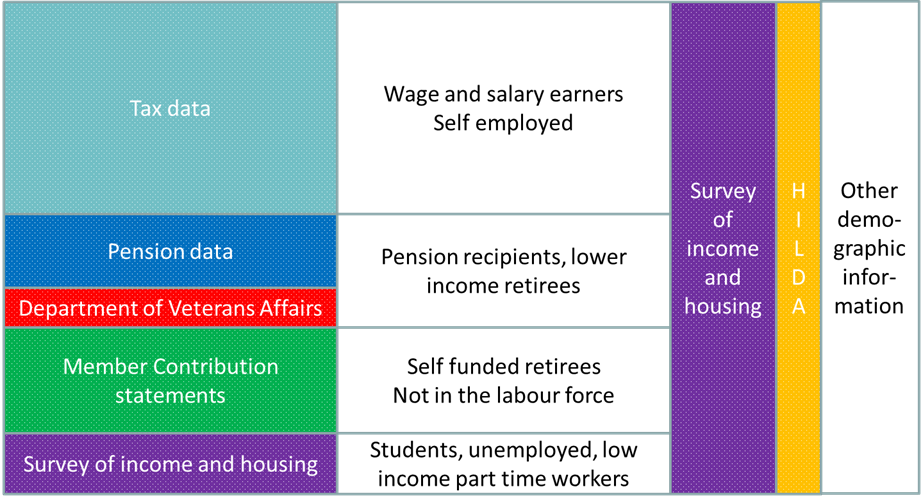 Tax data
Wage and salary earners
Self employed
Pension data
Department of Veterans Affairs
Pension recipients, lower
income retirees
Member Contribution
statements
Self funded retirees
Not in the labour force
Survey of income and housing
Students, unemployed, low
income part time workers
Survey
of
income
and
housing
H
I
L
D
A
Other
demo-
graphic
infor-
mation